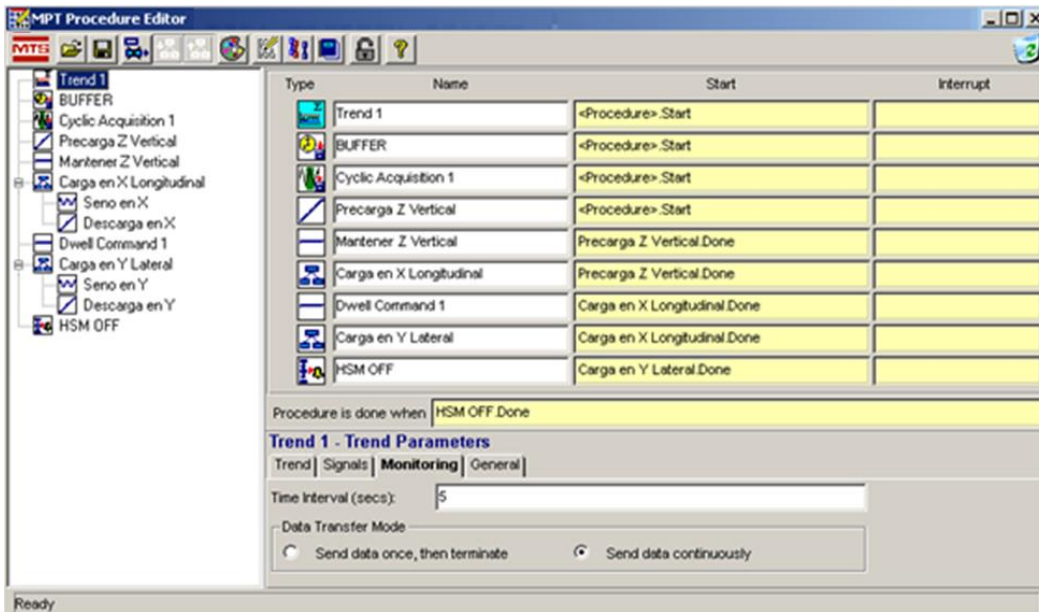 MPT Procedure Editor
MTS
Trend 1
BUFFER
Cyclic Acquisition 1
Precarga Z Vertical
Mantener Z Vertical
Carga en X Longitudinal
Seno en X
Descarga en X
Dwell Command 1
Carga en Y Lateral
Seno en Y
Descarga en Y
HSM OFF
Type Name Start Interrupt
Trend 1 <Procedure>.Start
BUFFER <Procedure>.Start
Cyclic Acquisition 1 <Procedure>.Start
Precarga Z Vertical <Procedure>.Start
Mantener Z Vertical Precarga Z Vertical.Done
Carga en X Longitudinal Precarga Z Vertical.Done
Dwell Command 1 Carga en X Longitudinal.Done
Carga en Y Lateral Carga en X Longitudinal.Done
HSM OFF Carga en Y Lateral.Done
Procedure is done when HSM OFF.Done
Trend 1 - Trend Parameters
Trend Signals Monitoring General
Time Interval (secs): 5
Data Transfer Mode
Send data once, then terminate Send data continuously
Ready